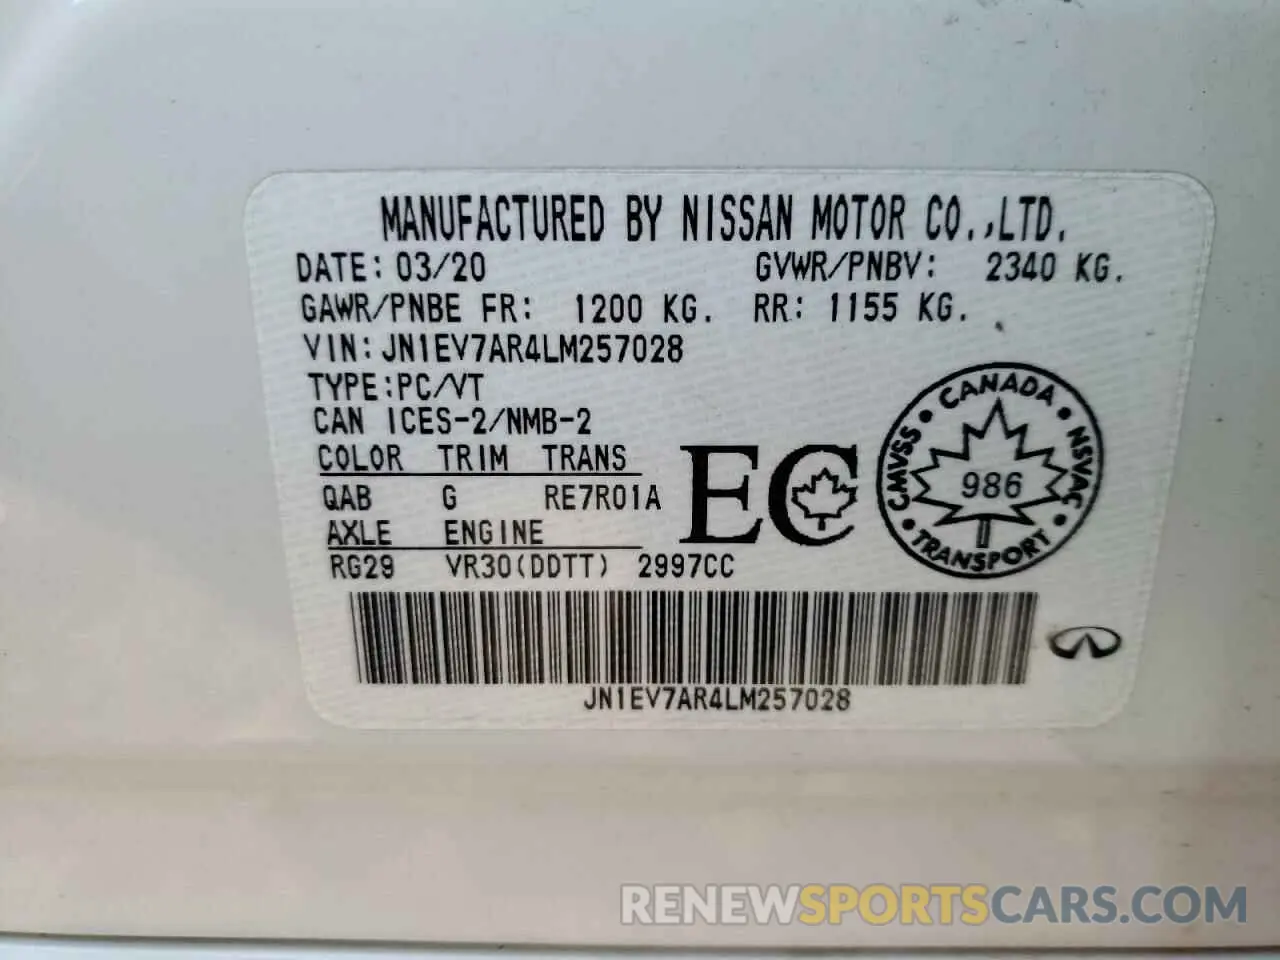 MANUFACTURED BY NISSAN MOTOR CO.,LTD.
DATE: 03/20 GVWR/PNBV: 2340 KG.
GAWR/PNBE FR: 1200 KG. RR: 1155 KG.
VIN: JN1EV7AR4LM257028
TYPE:PC/VT
CAN ICES-2/NMB-2
COLOR TRIM TRANS
QAB G RE7R01A
AXLE ENGINE
RG29 VR30(DDTT) 2997CC
EC
CANADA
CMVSS
NSVAC
986
TRANSPORT
JN1EV7AR4LM257028
RENEWSPORTSCARS.COM